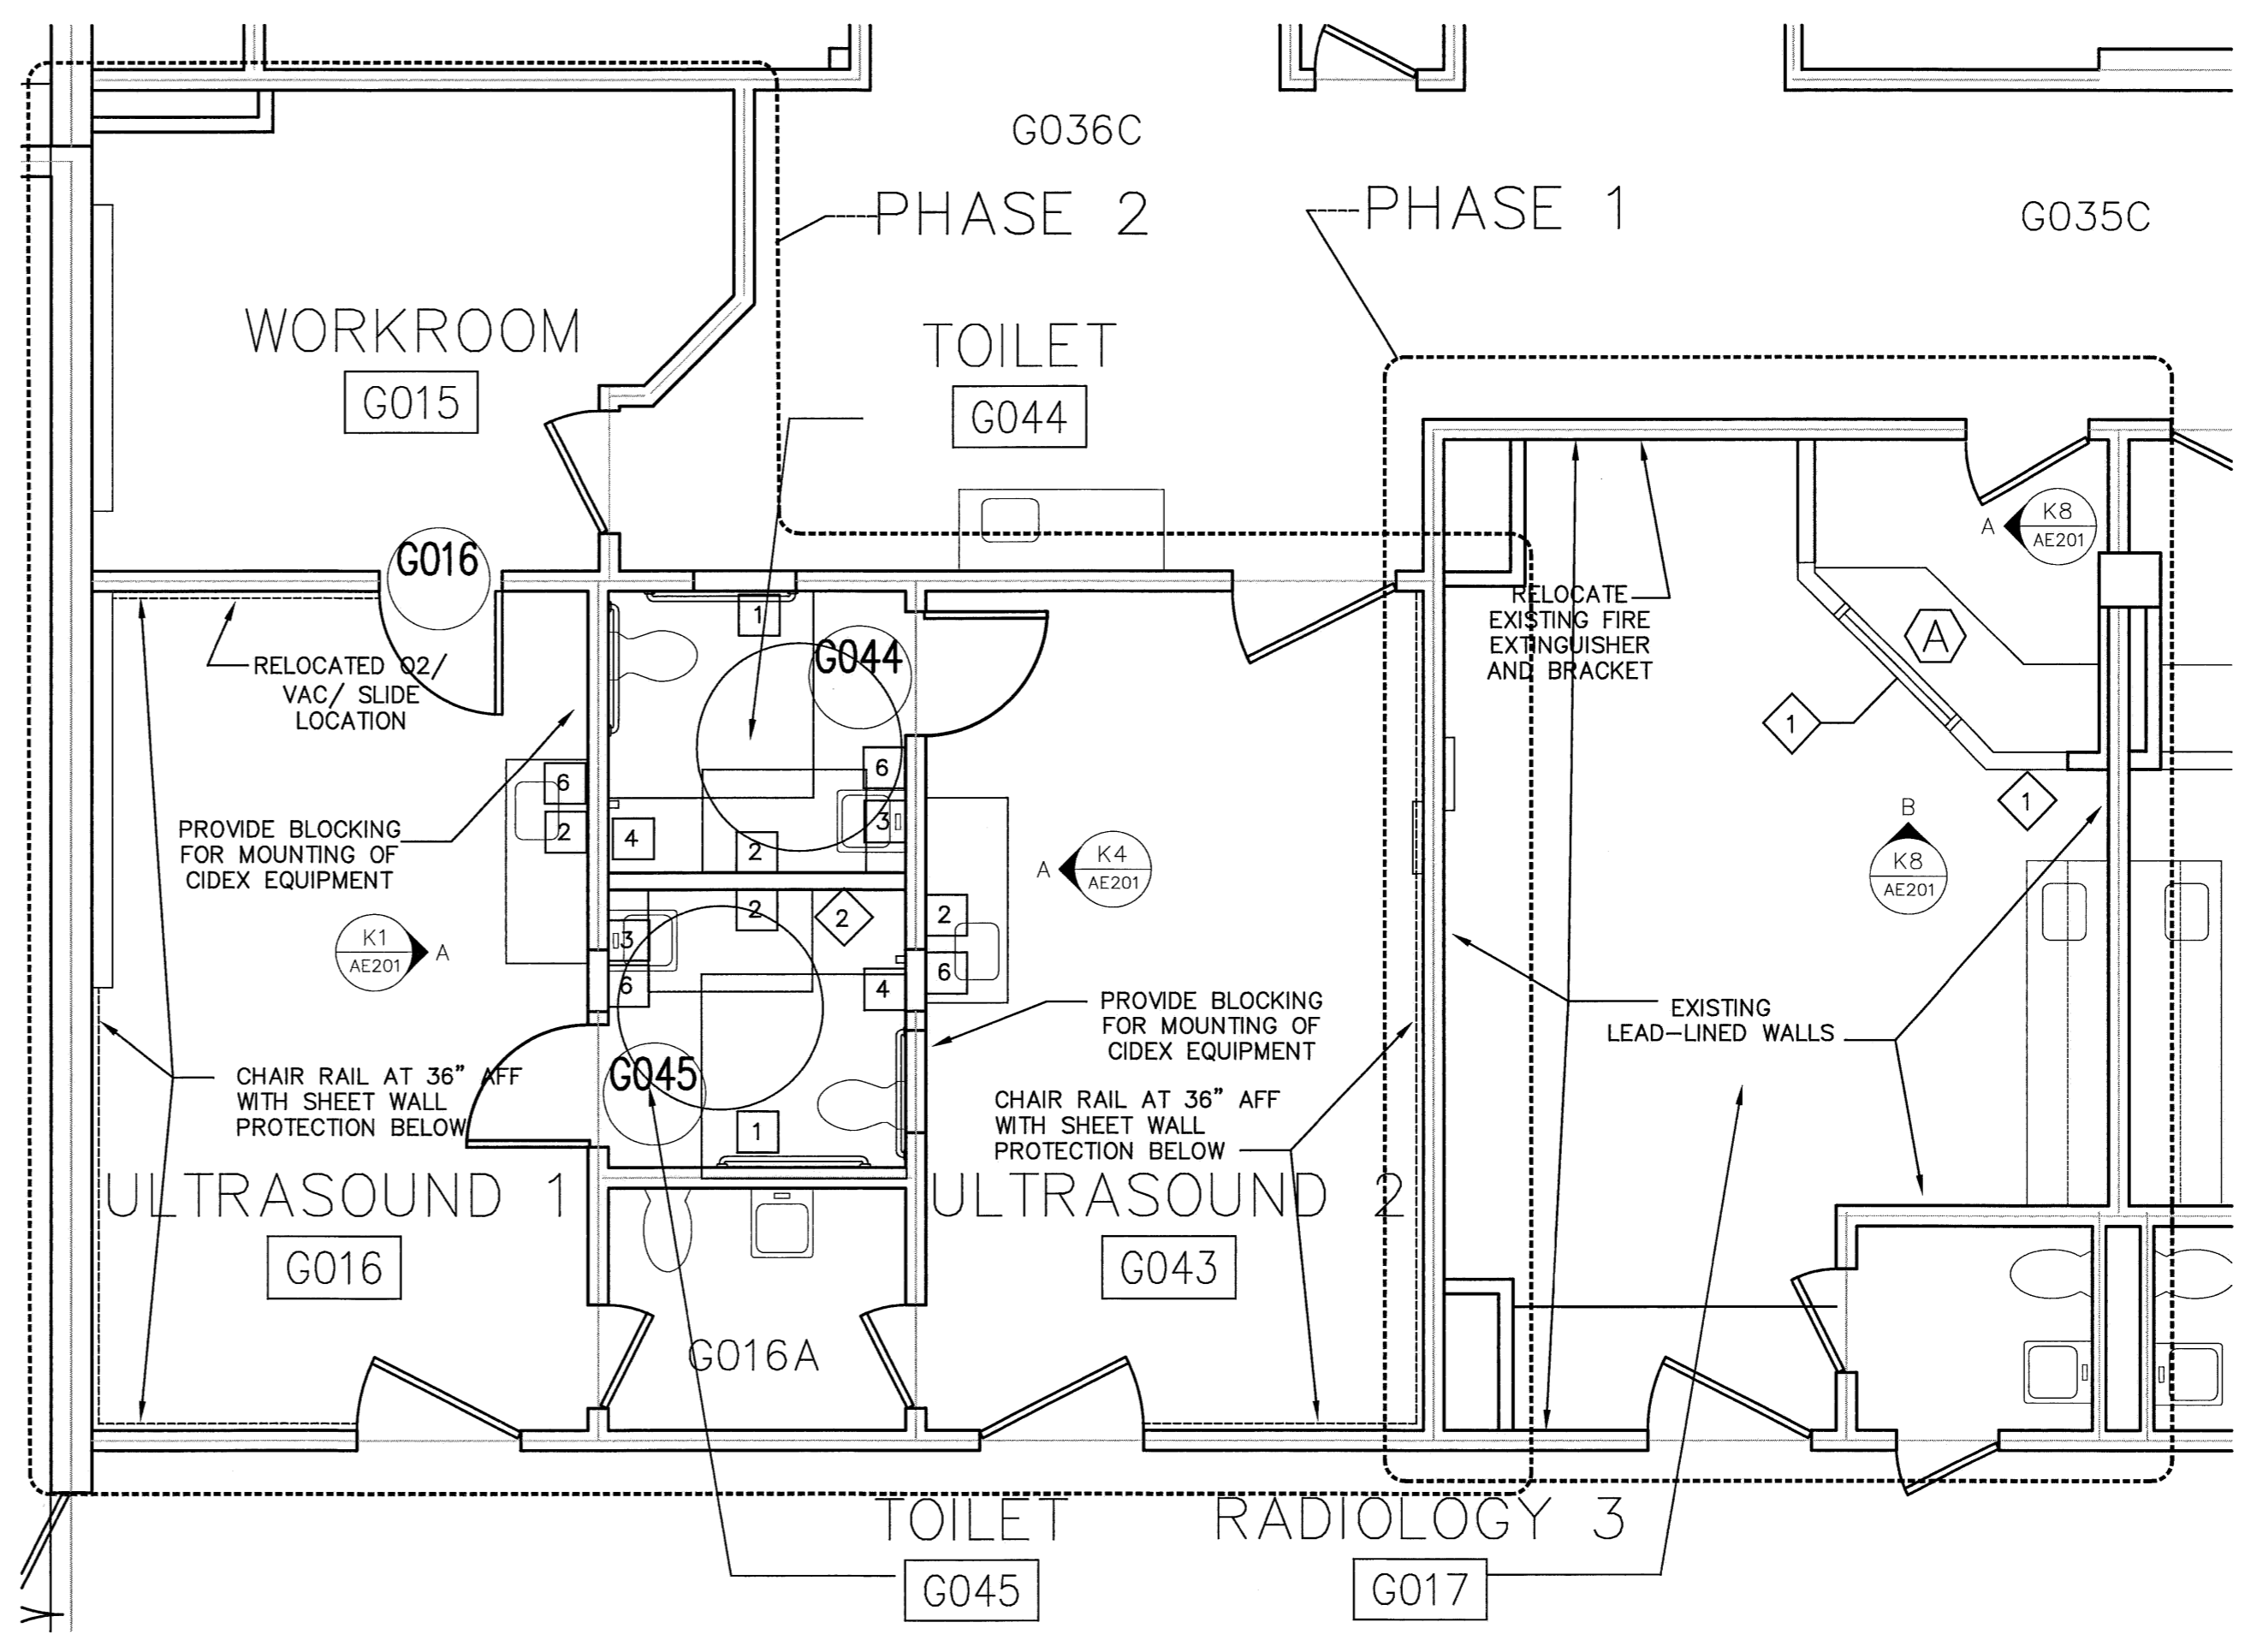 G036C
PHASE 2
PHASE 1
G035C
WORKROOM
G015
TOILET
G044
G016
A
K8
AE201
RELOCATE
EXISTING FIRE
EXTINGUISHER
AND BRACKET
A
1
G044
1
RELOCATED O2/
VAC/ SLIDE
LOCATION
6
2
4
2
6
3
1
B
K8
AE201
PROVIDE BLOCKING
FOR MOUNTING OF
CIDEX EQUIPMENT
A
K4
AE201
K1
AE201
A
3
6
2
2
4
2
6
PROVIDE BLOCKING
FOR MOUNTING OF
CIDEX EQUIPMENT
EXISTING
LEAD-LINED WALLS
CHAIR RAIL AT 36" AFF
WITH SHEET WALL
PROTECTION BELOW
G045
1
CHAIR RAIL AT 36" AFF
WITH SHEET WALL
PROTECTION BELOW
ULTRASOUND 1
G016
ULTRASOUND 2
G043
G016A
TOILET
G045
RADIOLOGY 3
G017